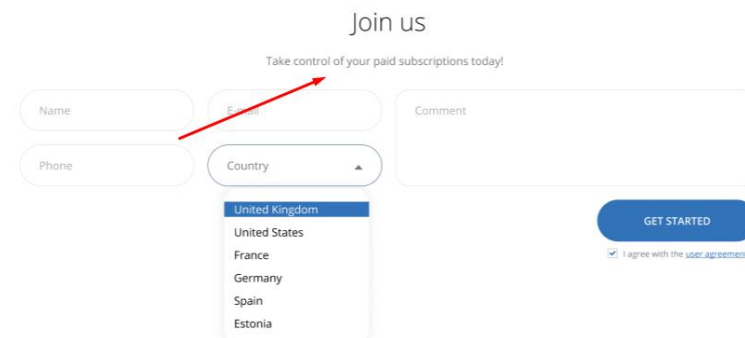 Join us
Take control of your paid subscriptions today!
Name
E-mail
Comment
Phone
Country
United Kingdom
United States
France
Germany
Spain
Estonia
GET STARTED
I agree with the user agreement